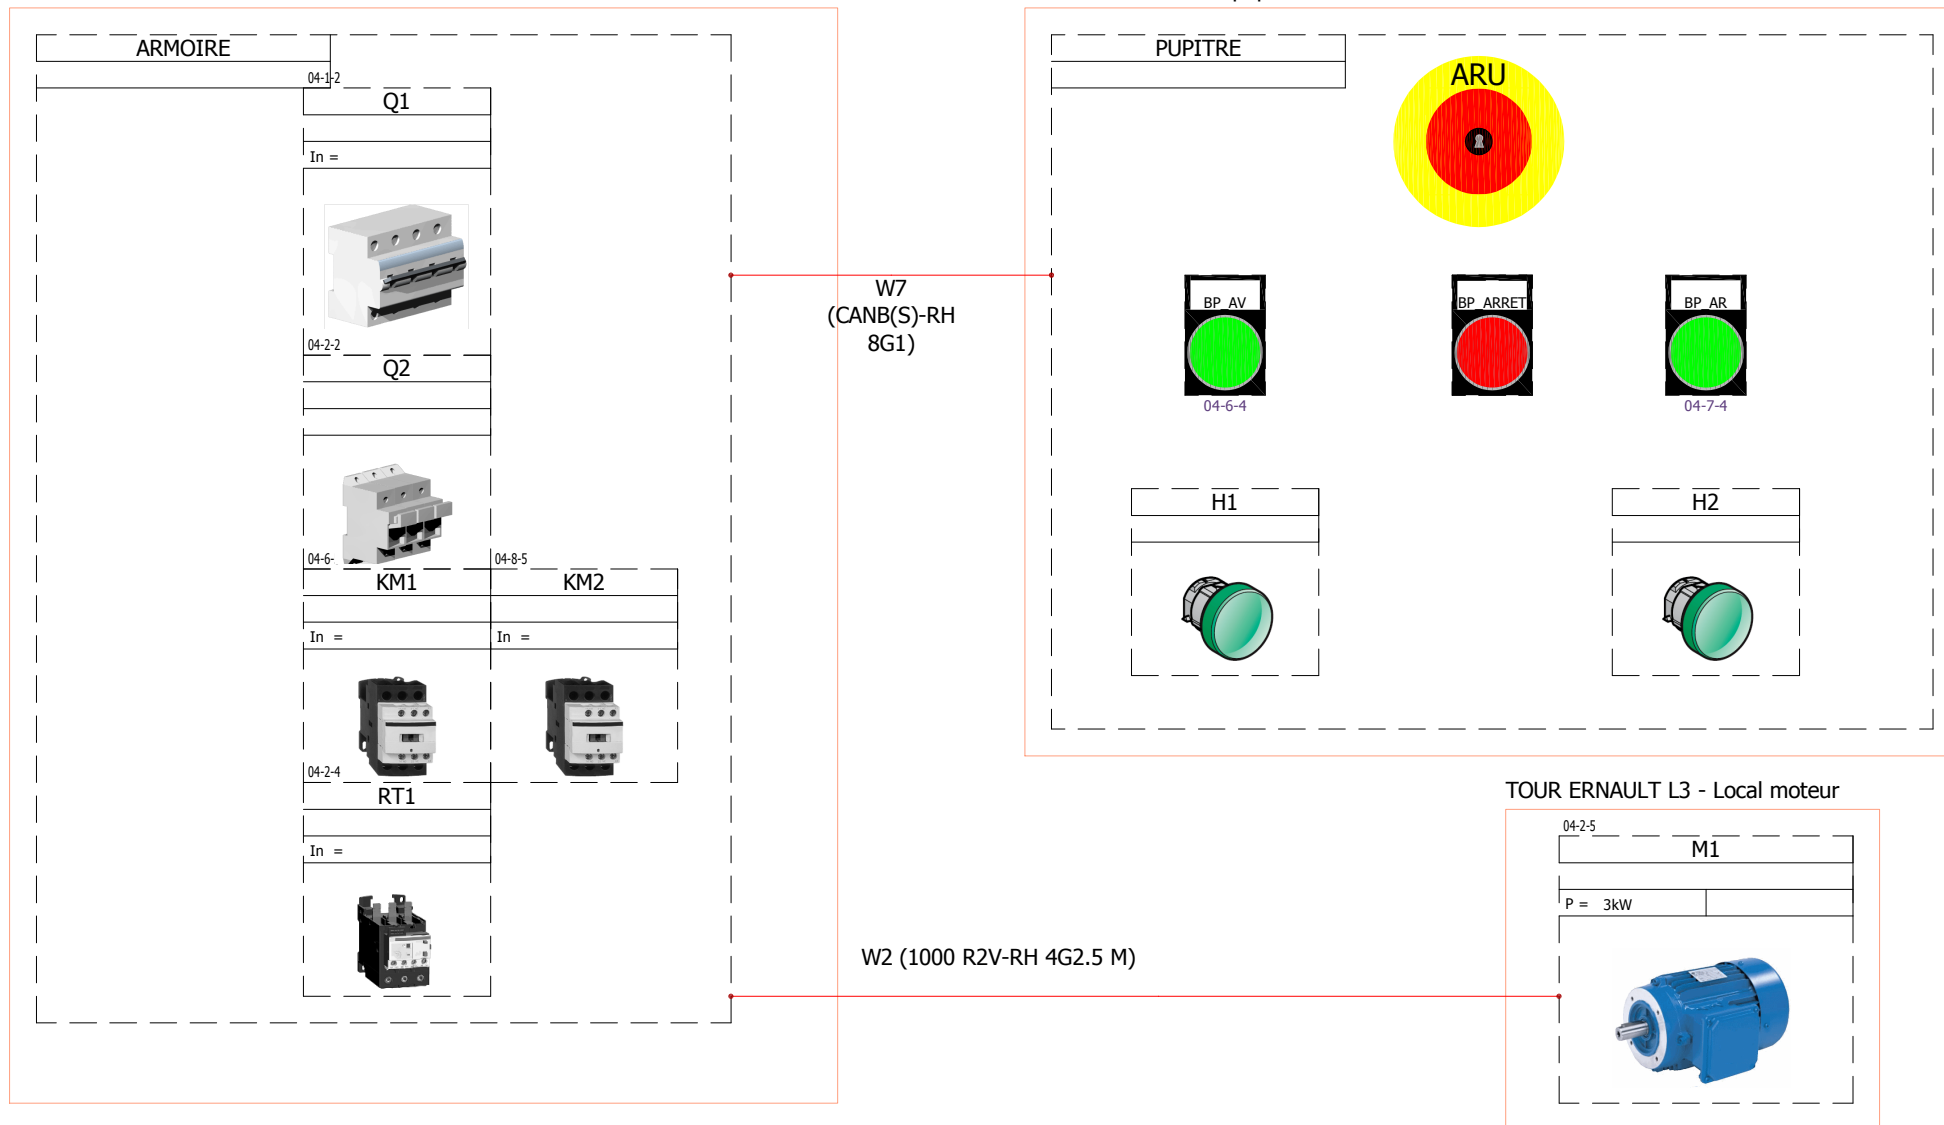 ARMOIRE
04-1-2
Q1
In =
04-2-2
Q2
04-6-
KM1
In =
04-8-5
KM2
In =
04-2-4
RT1
In =
W7
(CANB(S)-RH
8G1)
PUPITRE
ARU
BP_AV
04-6-4
BP_ARRET
BP_AR
04-7-4
H1
H2
W2 (1000 R2V-RH 4G2.5 M)
TOUR ERNAULT L3 - Local moteur
04-2-5
M1
P = 3kW